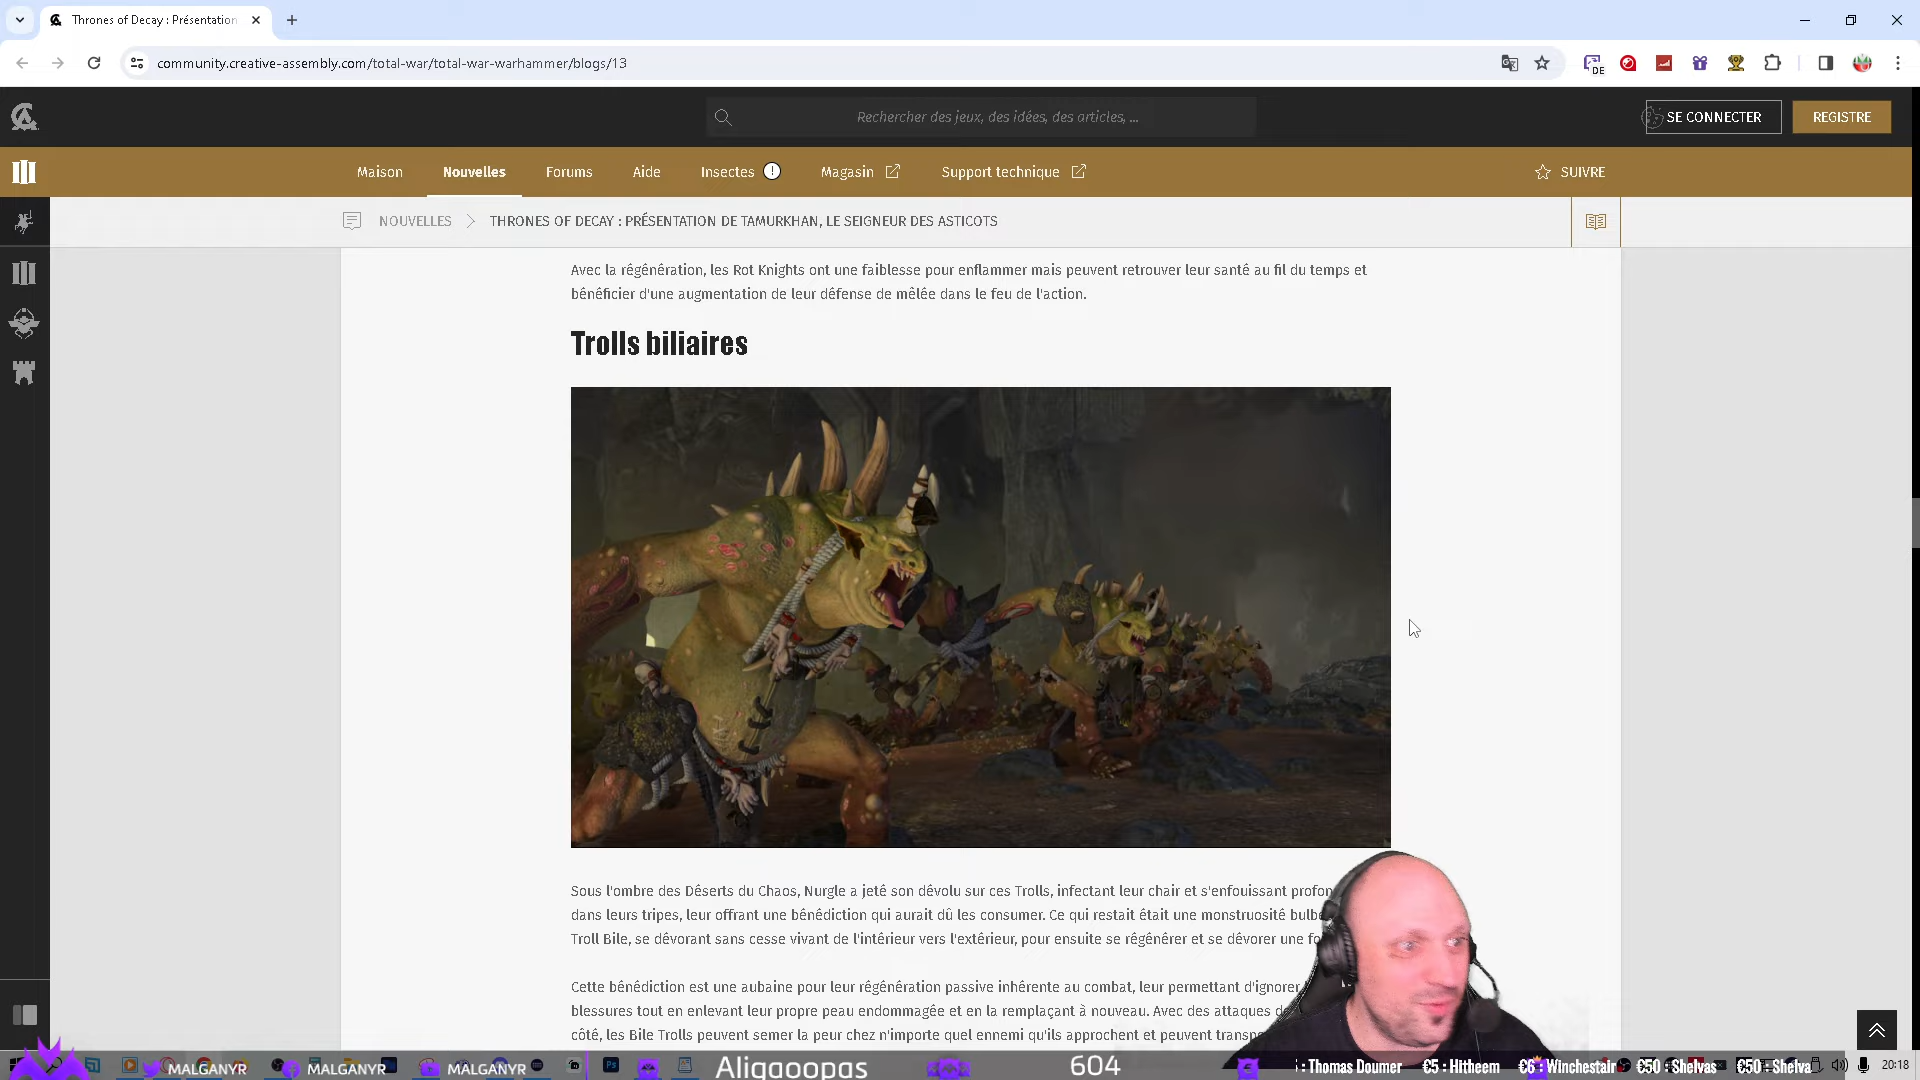 Thrones of Decay : Présentation
community.creative-assembly.com/total-war/total-war-warhammer/blogs/13
DE
Rechercher des jeux, des idées, des articles, ...
SE CONNECTER
REGISTRE
Maison
Nouvelles
Forums
Aide
Insectes
Magasin
Support technique
SUIVRE
NOUVELLES
THRONES OF DECAY : PRÉSENTATION DE TAMURKHAN, LE SEIGNEUR DES ASTICOTS
Avec la régénération, les Rot Knights ont une faiblesse pour enflammer mais peuvent retrouver leur santé au fil du temps et
bénéficier d'une augmentation de leur défense de mêlée dans le feu de l'action.
Trolls biliaires
Sous l'ombre des Déserts du Chaos, Nurgle a jeté son dévolu sur ces Trolls, infectant leur chair et s'enfouissant
dans leurs tripes, leur offrant une bénédiction qui aurait dû les consumer. Ce qui restait était une monstruosité
Troll Bile, se dévorant sans cesse vivant de l'intérieur vers l'extérieur, pour ensuite se régénérer et se dévorer une
Cette bénédiction est une aubaine pour leur régénération passive inhérente au combat, leur permettant d'ignorer
blessures tout en enlevant leur propre peau endommagée et en la remplaçant à nouveau. Avec des attaques
côté, les Bile Trolls peuvent semer la peur chez n'importe quel ennemi qu'ils approchent et peuvent
MALGANYR
MALGANYR
MALGANYR
Aligaoopas
604
: Thomas Doumer
€5 : Hitheem
€6 : Winchestair
€50 : Shelvas
€50 : Shelva
20:18